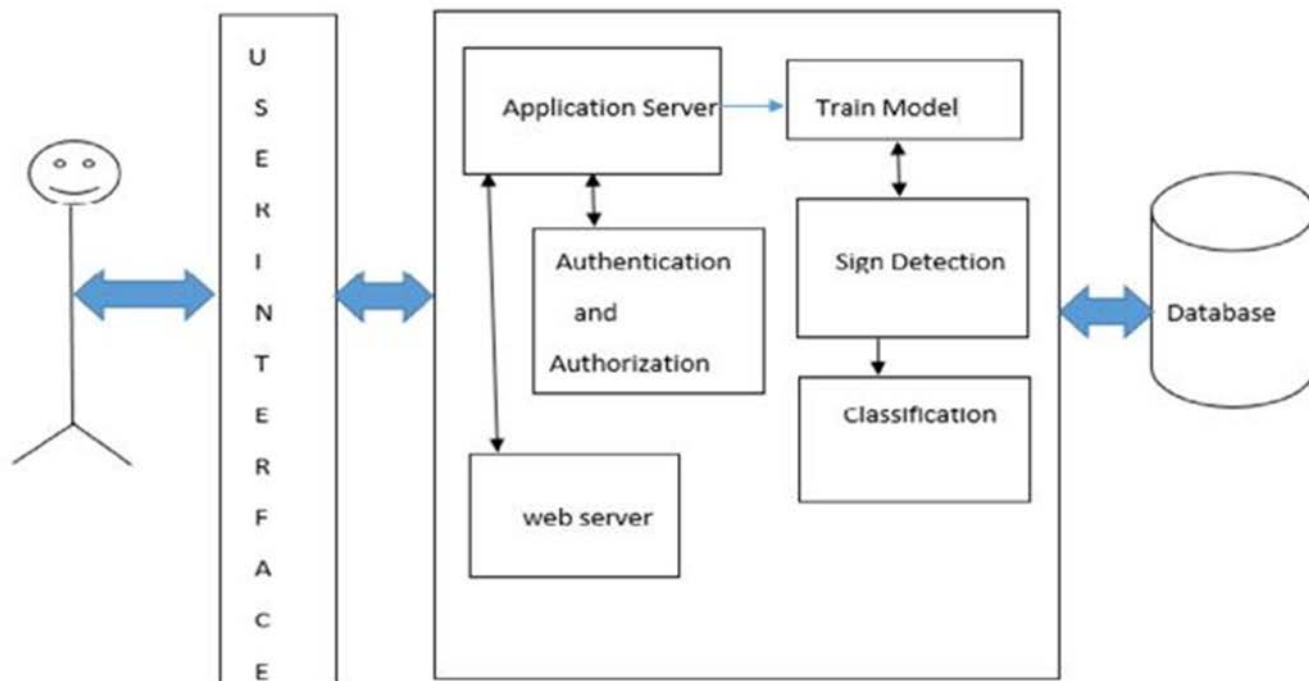 U
S
E
R
I
N
T
E
R
F
A
C
E
Application Server
Train Model
Authentication
and
Authorization
Sign Detection
Classification
web server
Database